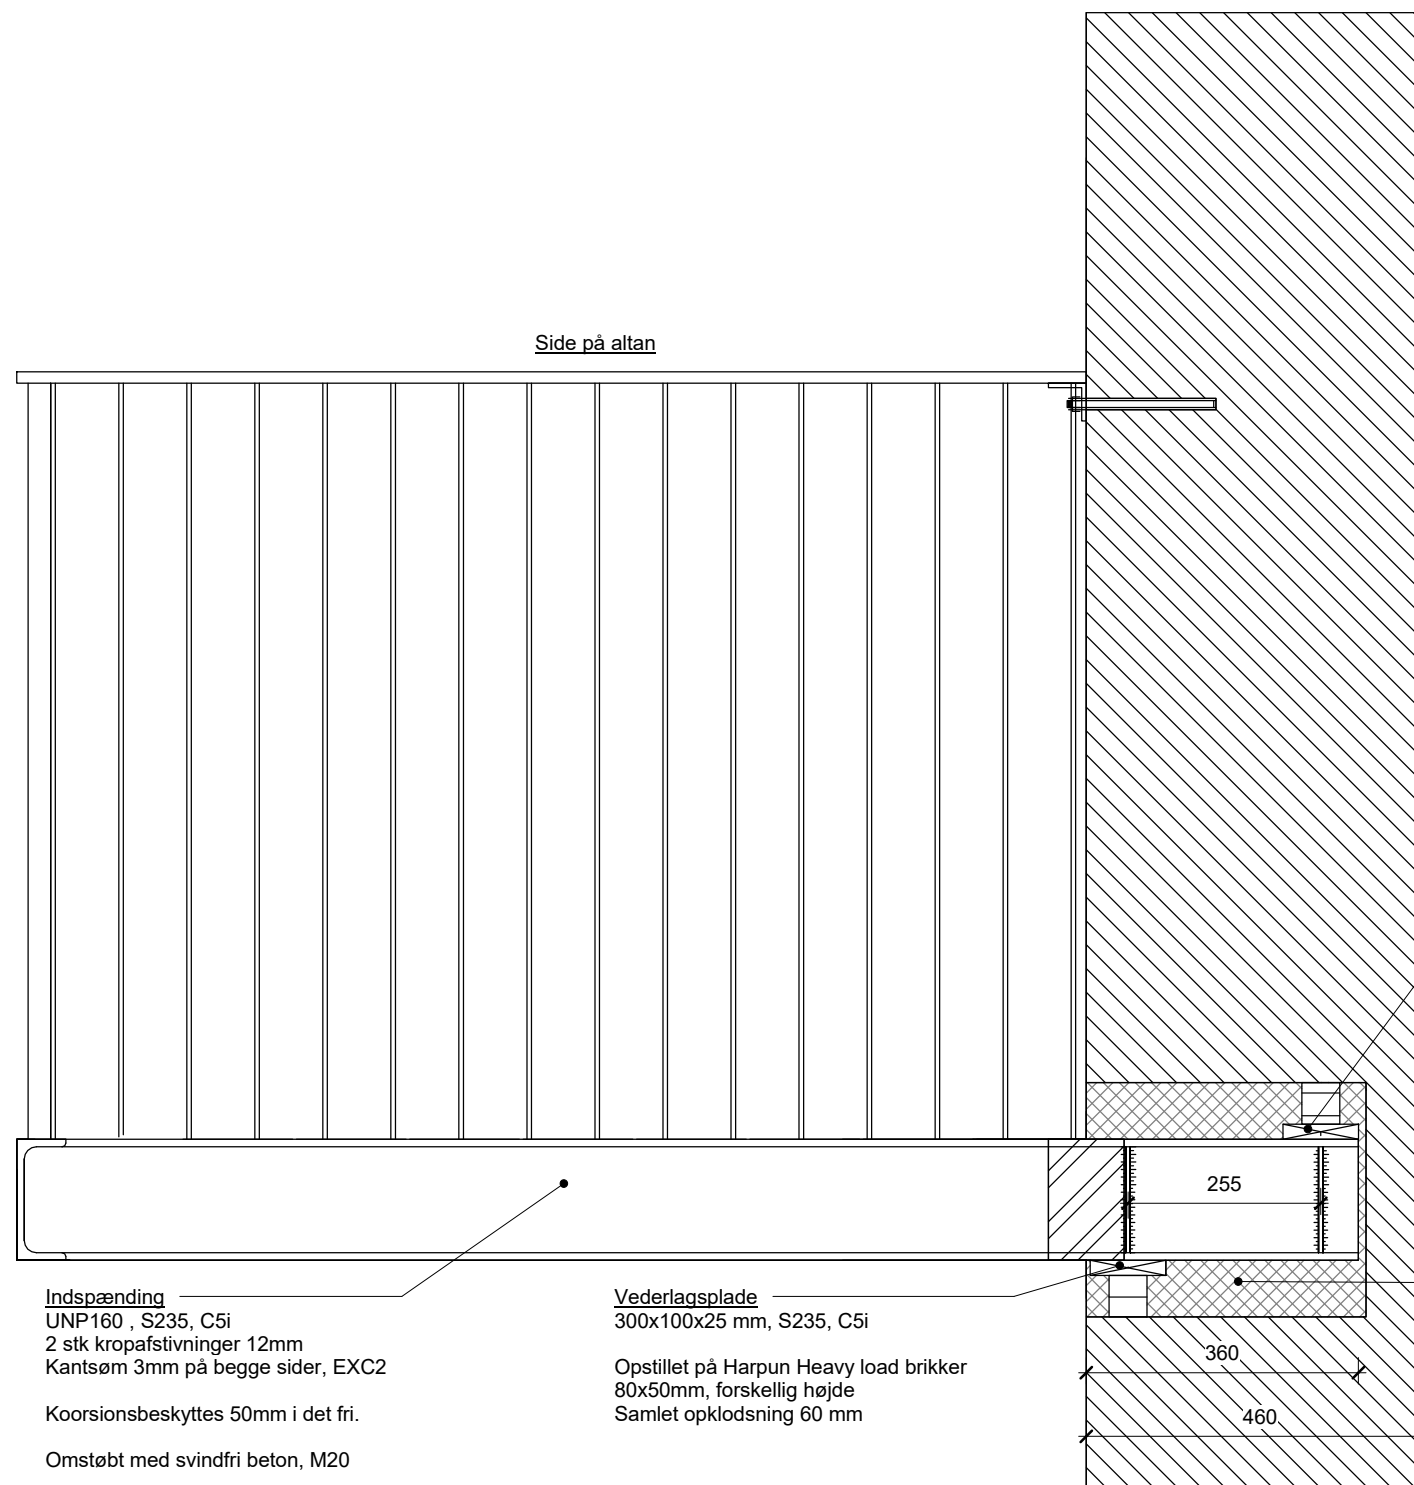 Side på altan
255
Indspænding
UNP160 , S235, C5i
2 stk kropafstivninger 12mm
Kantsøm 3mm på begge sider, EXC2
Koorsionsbeskyttes 50mm i det fri.
Omstøbt med svindfri beton, M20
Vederlagsplade
300x100x25 mm, S235, C5i
Opstillet på Harpun Heavy load brikker
80x50mm, forskellig højde
Samlet opklodsning 60 mm
360
460